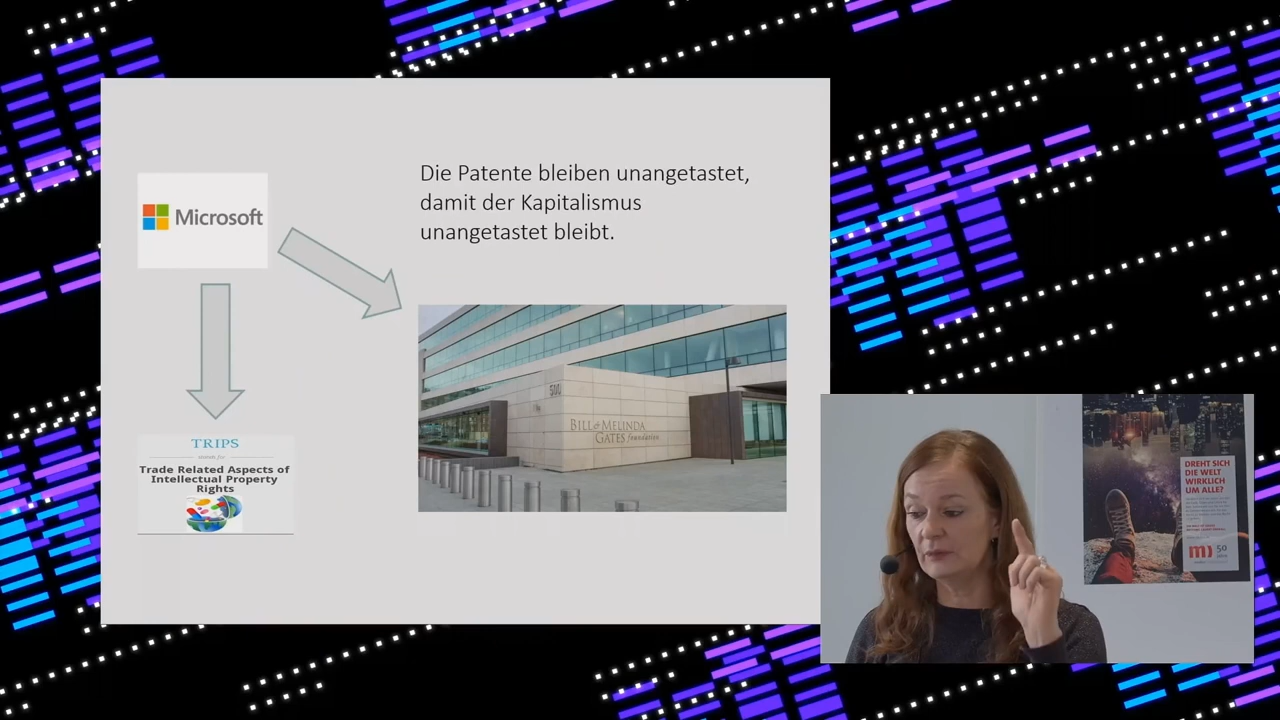 Die Patente bleiben unangetastet,
damit der Kapitalismus
unangetastet bleibt.
Microsoft
500
BILL & MELINDA
GATES foundation
TRIPS
Trade Related Aspects of
Intellectual Property
Rights
DREHT SICH
DIE WELT
WIRKLICH
UM ALLE?
m)
50